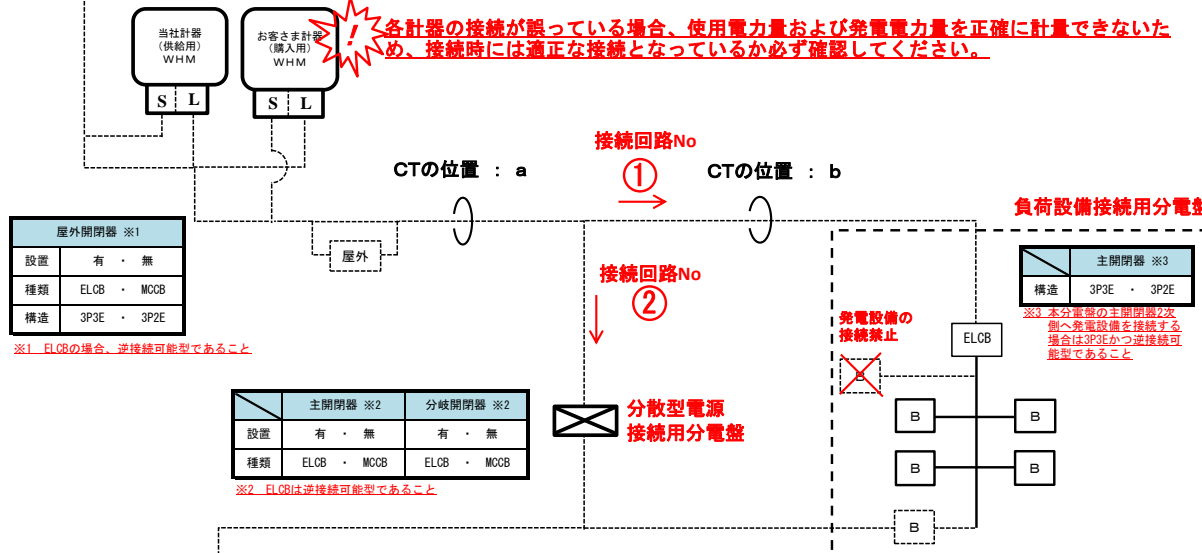 当社計器
(供給用)
WHM
S L
お客さま計器
(購入用)
WHM
S L
!
各計器の接続が誤っている場合、使用電力量および発電電力量を正確に計量できないた
め、接続時には適正な接続となっているか必ず確認してください。
接続回路No
①
CTの位置 : a
CTの位置 : b
負荷設備接続用分電盤
屋外開閉器 ※1
設置 有 ・ 無
種類 ELCB ・ MCCB
構造 3P3E ・ 3P2E
※1 ELCBの場合、逆接続可能型であること
屋外
接続回路No
②
主開閉器 ※3
構造 3P3E ・ 3P2E
※3 本分電盤の主開閉器2次
側へ発電設備を接続する
場合は3P3Eかつ逆接続可
能型であること
発電設備の
接続禁止
ELCB
B
主開閉器 ※2 分岐開閉器 ※2
設置 有 ・ 無 有 ・ 無
種類 ELCB ・ MCCB ELCB ・ MCCB
※2 ELCBは逆接続可能型であること
分散型電源
接続用分電盤
B B
B B
B